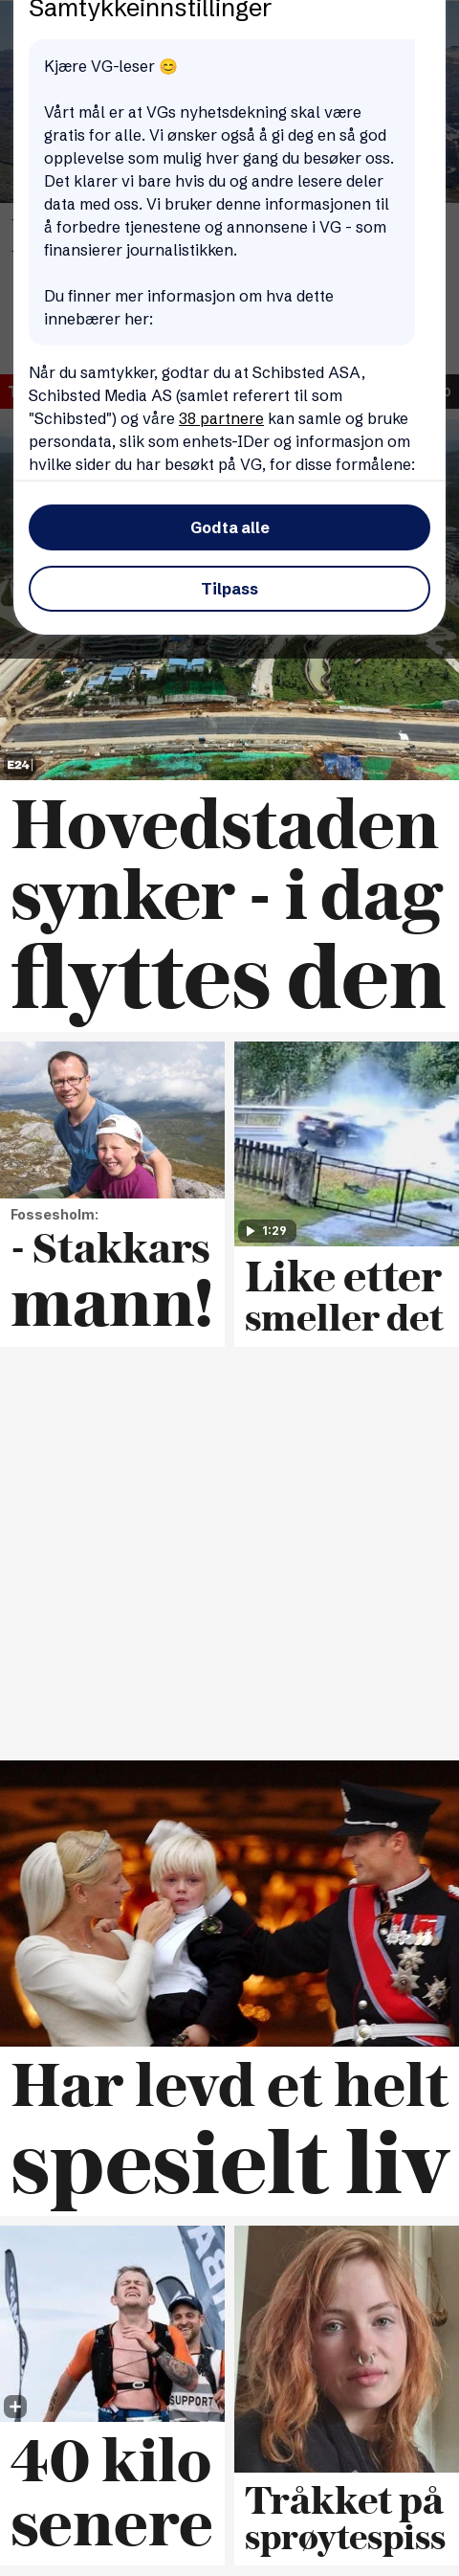 Samtykkeinnstillinger
Kjære VG-leser 😊
Vårt mål er at VGs nyhetsdekning skal være
gratis for alle. Vi ønsker også å gi deg en så god
opplevelse som mulig hver gang du besøker oss.
Det klarer vi bare hvis du og andre lesere deler
data med oss. Vi bruker denne informasjonen til
å forbedre tjenestene og annonsene i VG - som
finansierer journalistikken.
Du finner mer informasjon om hva dette
innebærer her:
Når du samtykker, godtar du at Schibsted ASA,
Schibsted Media AS (samlet referert til som
"Schibsted") og våre 38 partnere kan samle og bruke
persondata, slik som enhets-IDer og informasjon om
hvilke sider du har besøkt på VG, for disse formålene:
Godta alle
Tilpass
E24
Hovedstaden
synker - i dag
flyttes den
Fossesholm:
- Stakkars
mann!
1:29
Like etter
smeller det
Har levd et helt
spesielt liv
SUPPORT
40 kilo
senere
Tråkket på
sprøytespiss